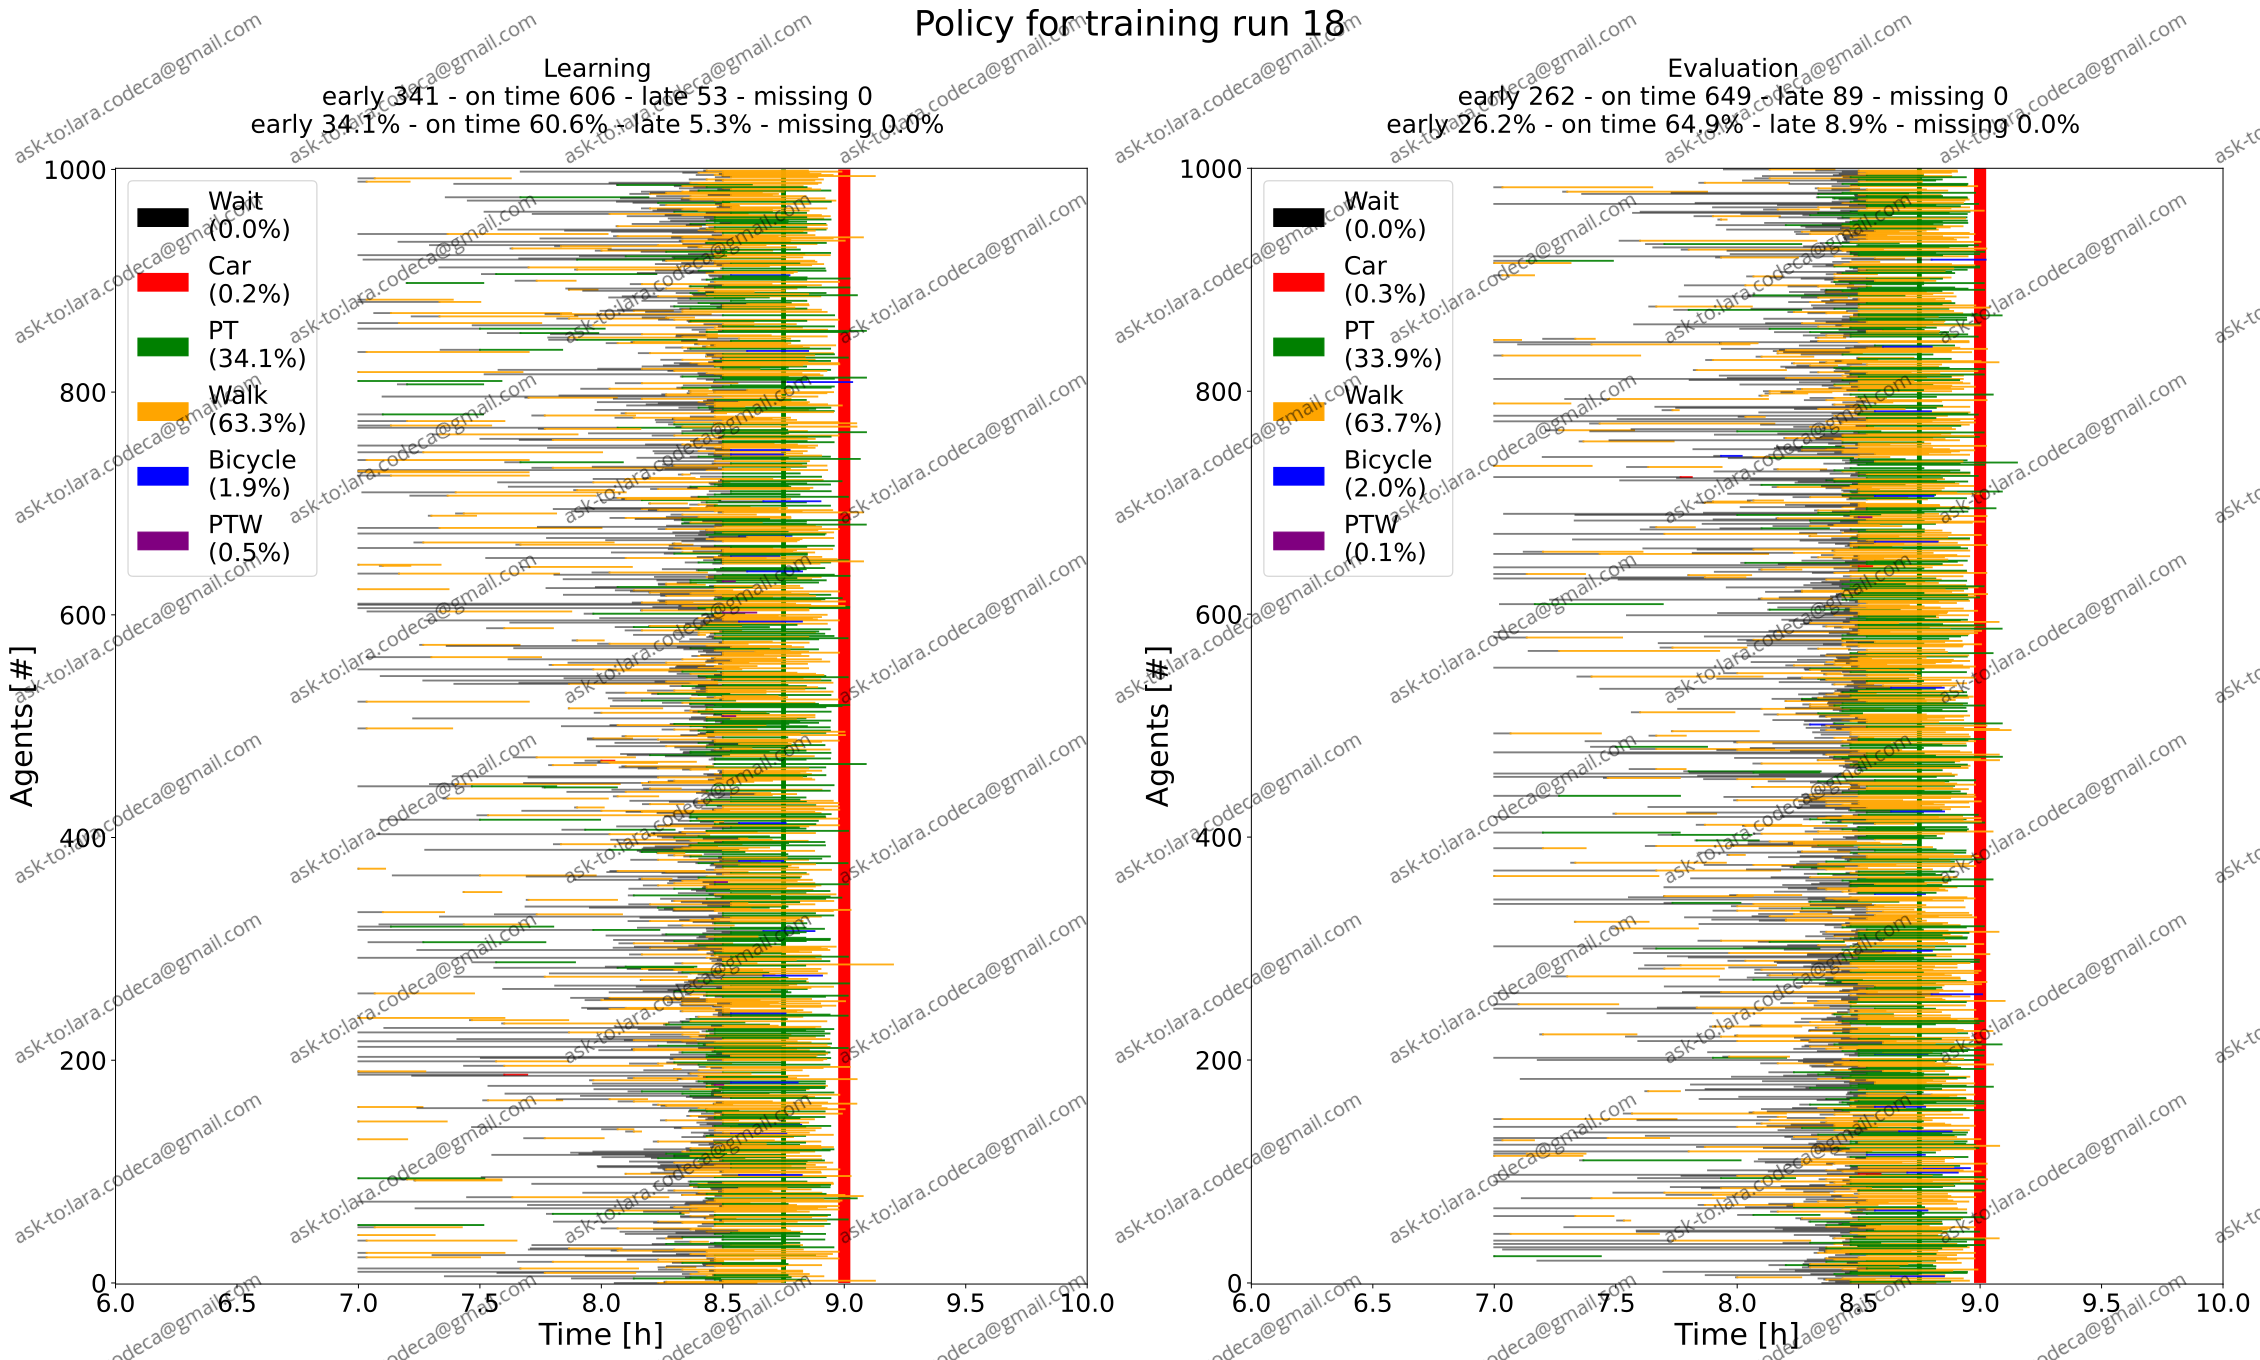 Policy for training run 18
Learning
early 341 - on time 606 - late 53 - missing 0
early 34.1% - on time 60.6% - late 5.3% - missing 0.0%
Evaluation
early 262 - on time 649 - late 89 - missing 0
early 26.2% - on time 64.9% - late 8.9% - missing 0.0%
Wait
(0.0%)
Car
(0.2%)
PT
(34.1%)
Walk
(63.3%)
Bicycle
(1.9%)
PTW
(0.5%)
1000
800
600
400
200
0
Agents [#]
6.0 6.5 7.0 7.5 8.0 8.5 9.0 9.5 10.0
Time [h]
Wait
(0.0%)
Car
(0.3%)
PT
(33.9%)
Walk
(63.7%)
Bicycle
(2.0%)
PTW
(0.1%)
1000
800
600
400
200
0
Agents [#]
6.0 6.5 7.0 7.5 8.0 8.5 9.0 9.5 10.0
Time [h]
ask-to:lara.codeca@gmail.com